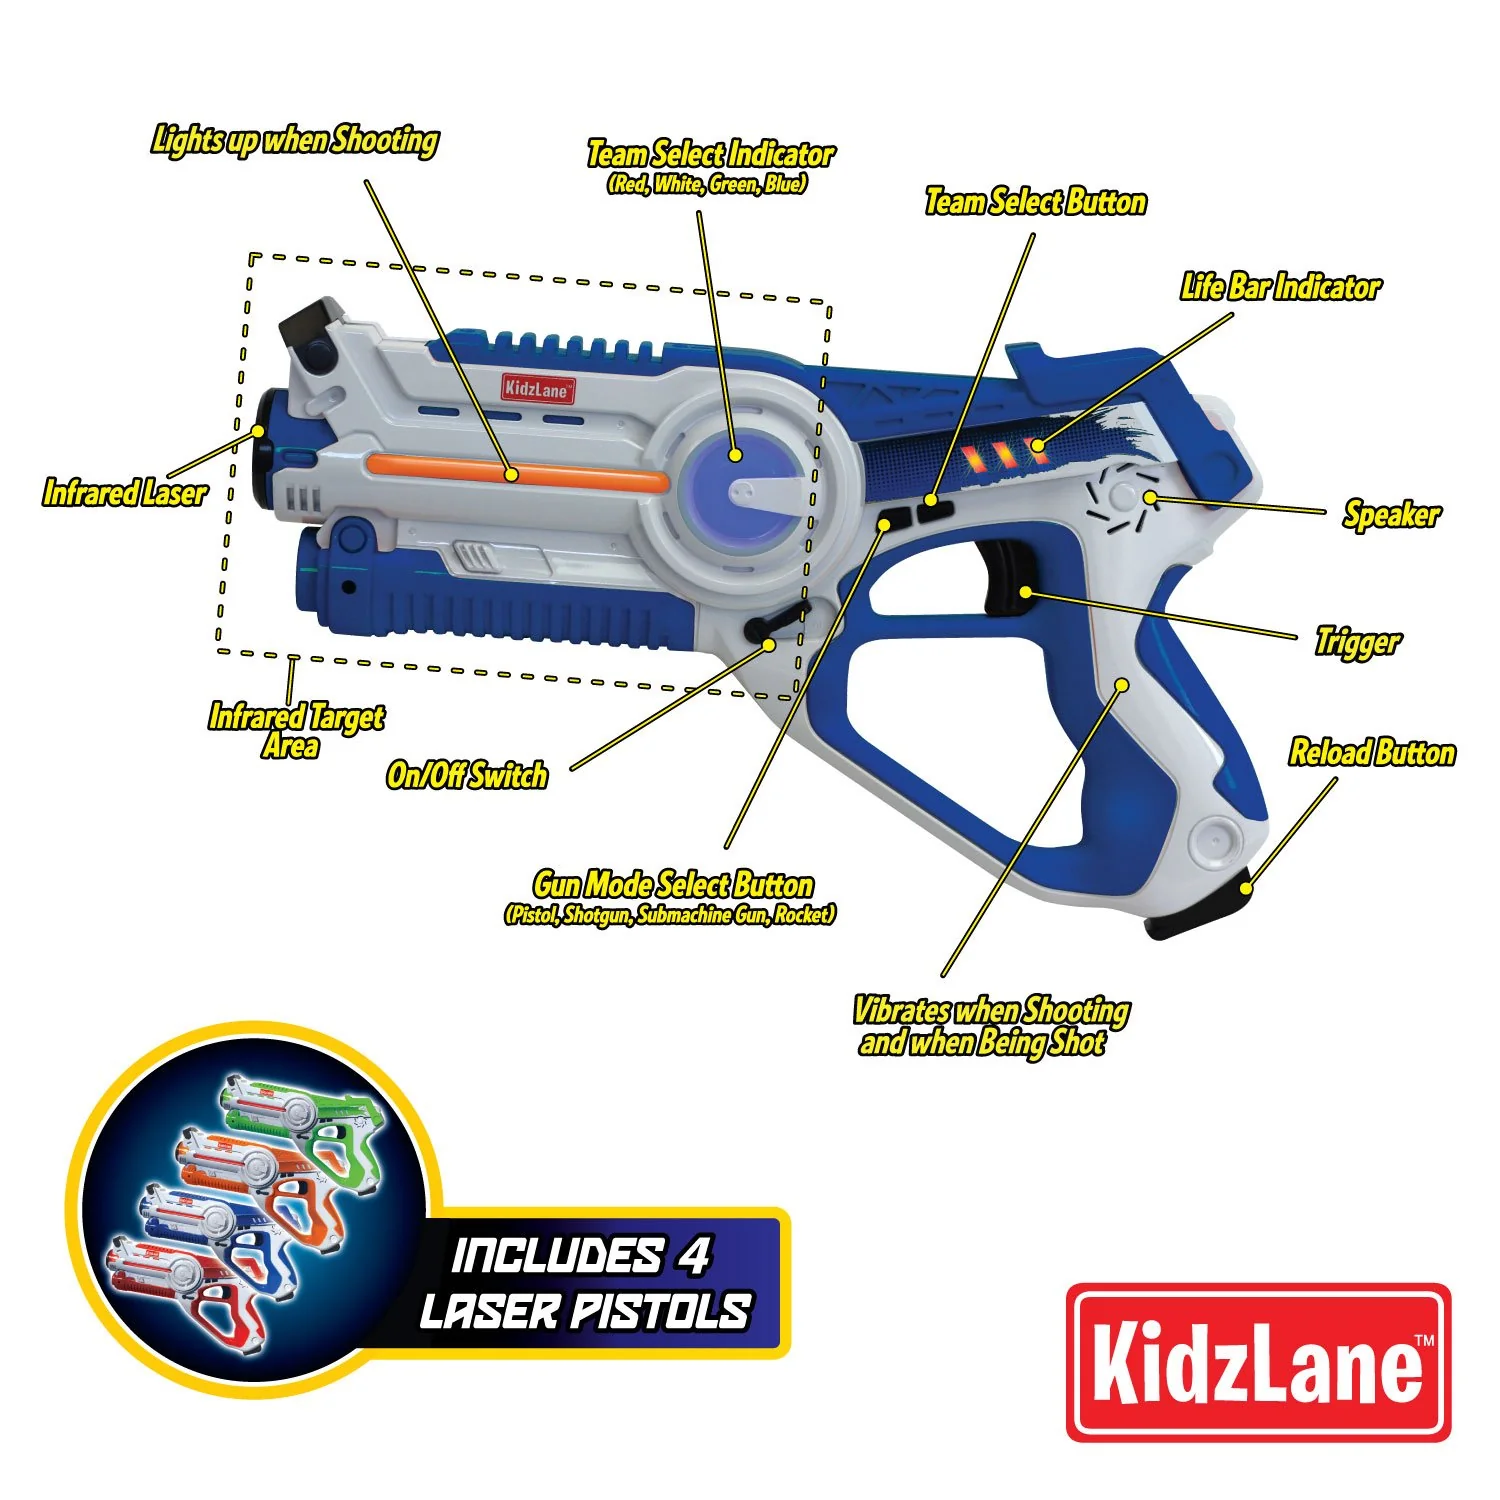 Lights up when Shooting
Team Select Indicator
(Red, White, Green, Blue)
Team Select Button
Life Bar Indicator
KidzLane™
Infrared Laser
Speaker
Trigger
Infrared Target
Area
On/Off Switch
Reload Button
Gun Mode Select Button
(Pistol, Shotgun, Submachine Gun, Rocket)
Vibrates when Shooting
and when Being Shot
INCLUDES 4
LASER PISTOLS
KidzLane™